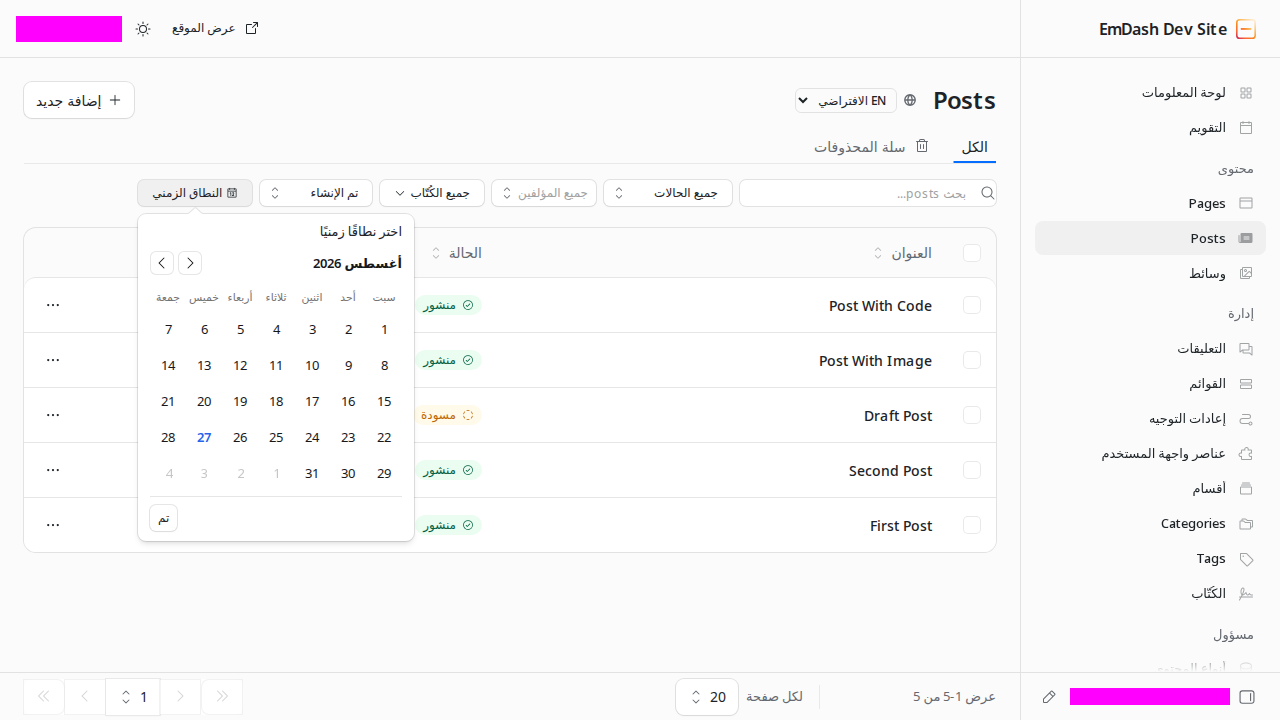 EmDash Dev Site
عرض الموقع
لوحة المعلومات
التقويم
محتوى
Pages
Posts
وسائط
إدارة
التعليقات
القوائم
إعادات التوجيه
عناصر واجهة المستخدم
أقسام
Categories
Tags
الكتّاب
مسؤول
أنواع المحتوى
Posts
EN الافتراضي
إضافة جديد
الكل
سلة المحذوفات
بحث posts...
جميع الحالات
جميع المؤلفين
جميع الكتّاب
تم الإنشاء
النطاق الزمني
العنوان
الحالة
Post With Code
منشور
Post With Image
منشور
Draft Post
مسودة
Second Post
منشور
First Post
منشور
اختر نطاقًا زمنيًا
أغسطس 2026
سبت أحد اثنين ثلاثاء أربعاء خميس جمعة
1 2 3 4 5 6 7
8 9 10 11 12 13 14
15 16 17 18 19 20 21
22 23 24 25 26 27 28
29 30 31 1 2 3 4
تم
عرض 1-5 من 5
لكل صفحة
20
1